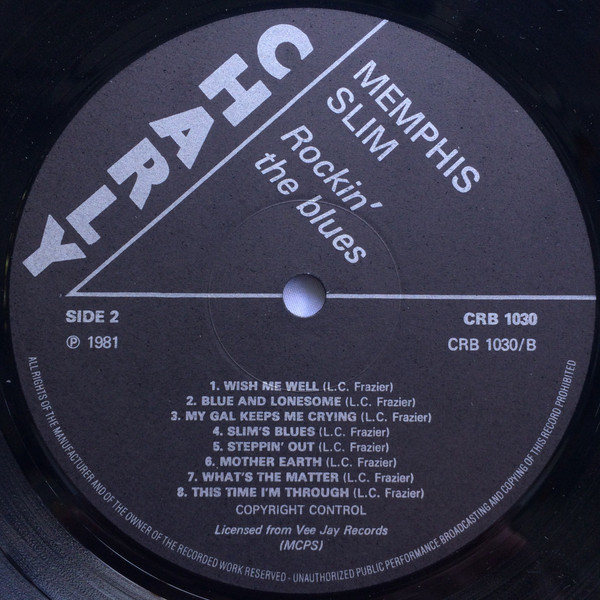 CHARLY
MEMPHIS
SLIM
Rockin'
the blues
SIDE 2
℗ 1981
CRB 1030
CRB 1030/B
1. WISH ME WELL (L.C. Frazier)
2. BLUE AND LONESOME (L.C. Frazier)
3. MY GAL KEEPS ME CRYING (L.C. Frazier)
4. SLIM'S BLUES (L.C. Frazier)
5. STEPPIN' OUT (L.C. Frazier)
6. MOTHER EARTH (L.C. Frazier)
7. WHAT'S THE MATTER (L.C. Frazier)
8. THIS TIME I'M THROUGH (L.C. Frazier)
COPYRIGHT CONTROL
Licensed from Vee Jay Records
(MCPS)
ALL RIGHTS OF THE MANUFACTURER AND OF THE OWNER OF THE RECORDED WORK RESERVED - UNAUTHORIZED PUBLIC PERFORMANCE BROADCASTING AND COPYING OF THIS RECORD PROHIBITED